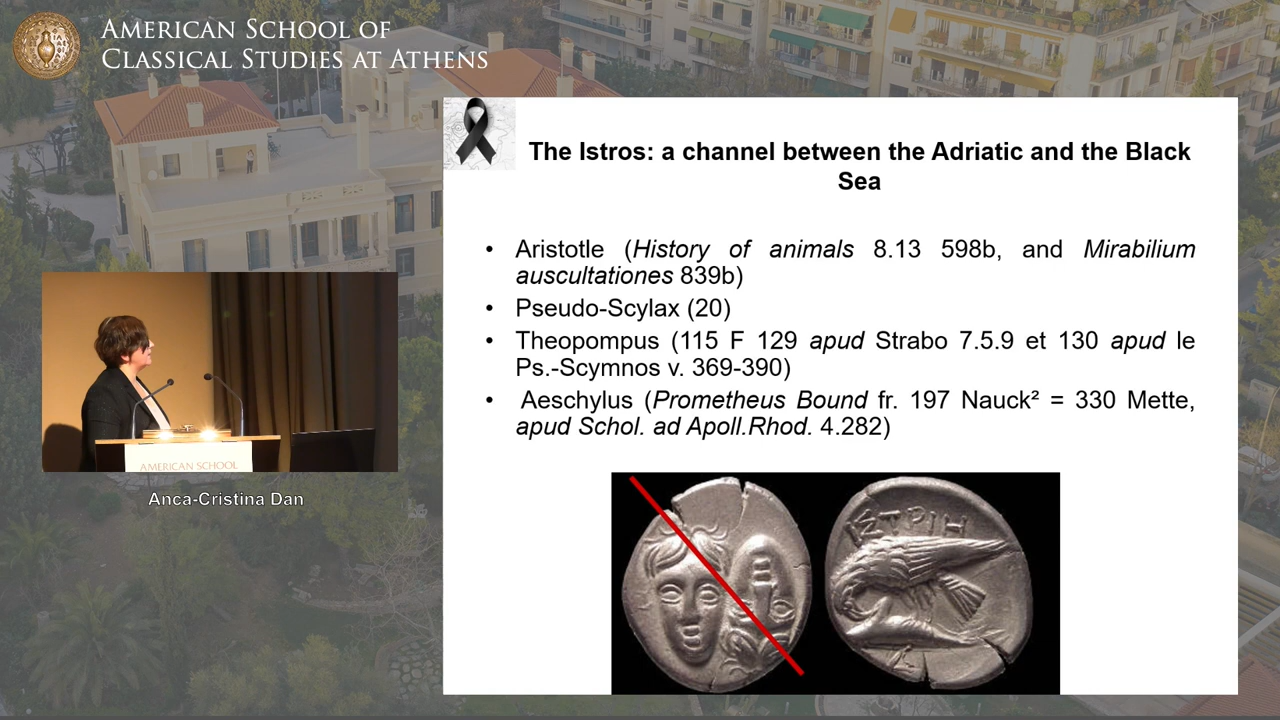 AMERICAN SCHOOL OF
CLASSICAL STUDIES AT ATHENS
The Istros: a channel between the Adriatic and the Black
Sea
• Aristotle (History of animals 8.13 598b, and Mirabilium
auscultationes 839b)
• Pseudo-Scylax (20)
• Theopompus (115 F 129 apud Strabo 7.5.9 et 130 apud le
Ps.-Scymnos v. 369-390)
• Aeschylus (Prometheus Bound fr. 197 Nauck² = 330 Mette,
apud Schol. ad Apoll.Rhod. 4.282)
ΙΣΤΡΙΗ
AMERICAN SCHOOL
Anca-Cristina Dan